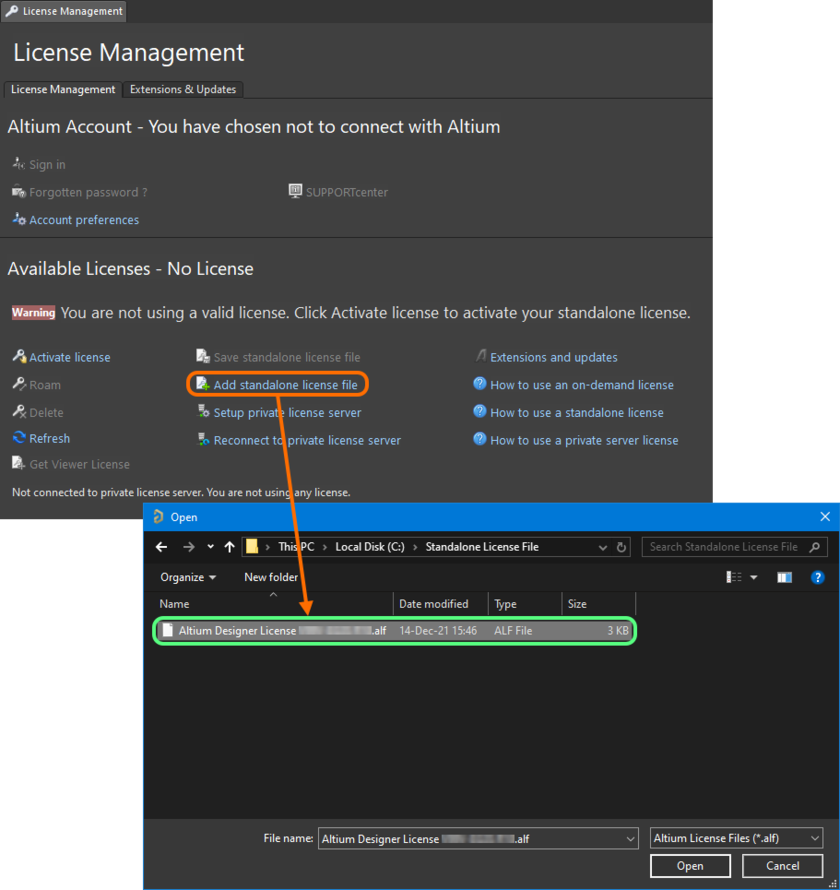 License Management
License Management
License Management Extensions & Updates
Altium Account - You have chosen not to connect with Altium
Sign in
Forgotten password ? SUPPORTcenter
Account preferences
Available Licenses - No License
Warning You are not using a valid license. Click Activate license to activate your standalone license.
Activate license Save standalone license file Extensions and updates
Roam Add standalone license file How to use an on-demand license
Delete Setup private license server How to use a standalone license
Refresh Reconnect to private license server How to use a private server license
Get Viewer License
Not connected to private license server. You are not using any license.
Open
This PC › Local Disk (C:) › Standalone License File Search Standalone License File
Organize New folder
Name Date modified Type Size
Altium Designer License .alf 14-Dec-21 15:46 ALF File 3 KB
File name: Altium Designer License .alf Altium License Files (*.alf)
Open Cancel